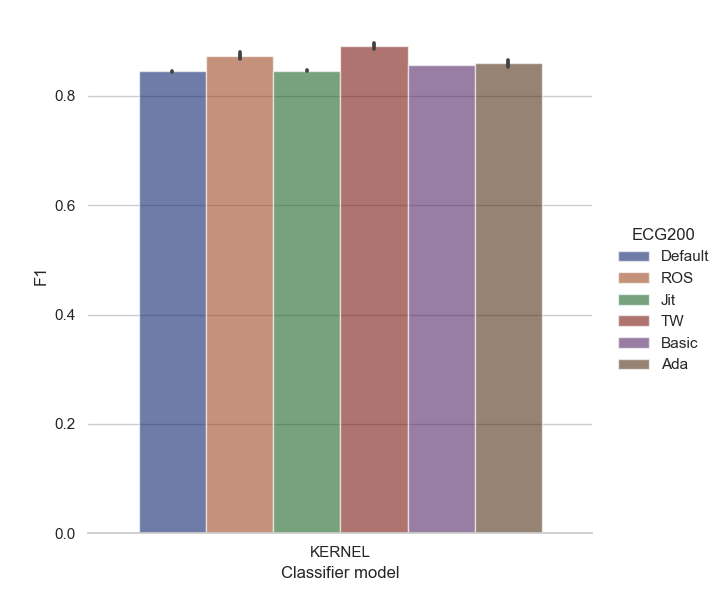 0.8
0.6
0.4
0.2
0.0
F1
KERNEL
Classifier model
ECG200
Default
ROS
Jit
TW
Basic
Ada